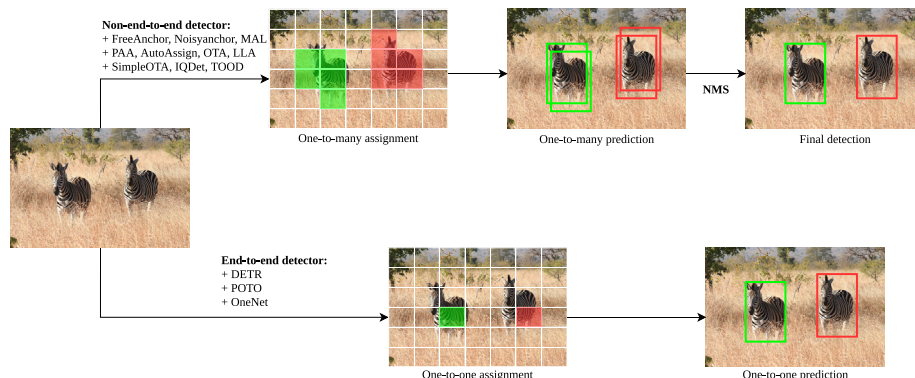 Non-end-to-end detector:
+ FreeAnchor, Noisyanchor, MAL
+ PAA, AutoAssign, OTA, LLA
+ SimpleOTA, IQDet, TOOD
One-to-many assignment
One-to-many prediction
NMS
Final detection
End-to-end detector:
+ DETR
+ POTO
+ OneNet
One-to-one assignment
One-to-one prediction